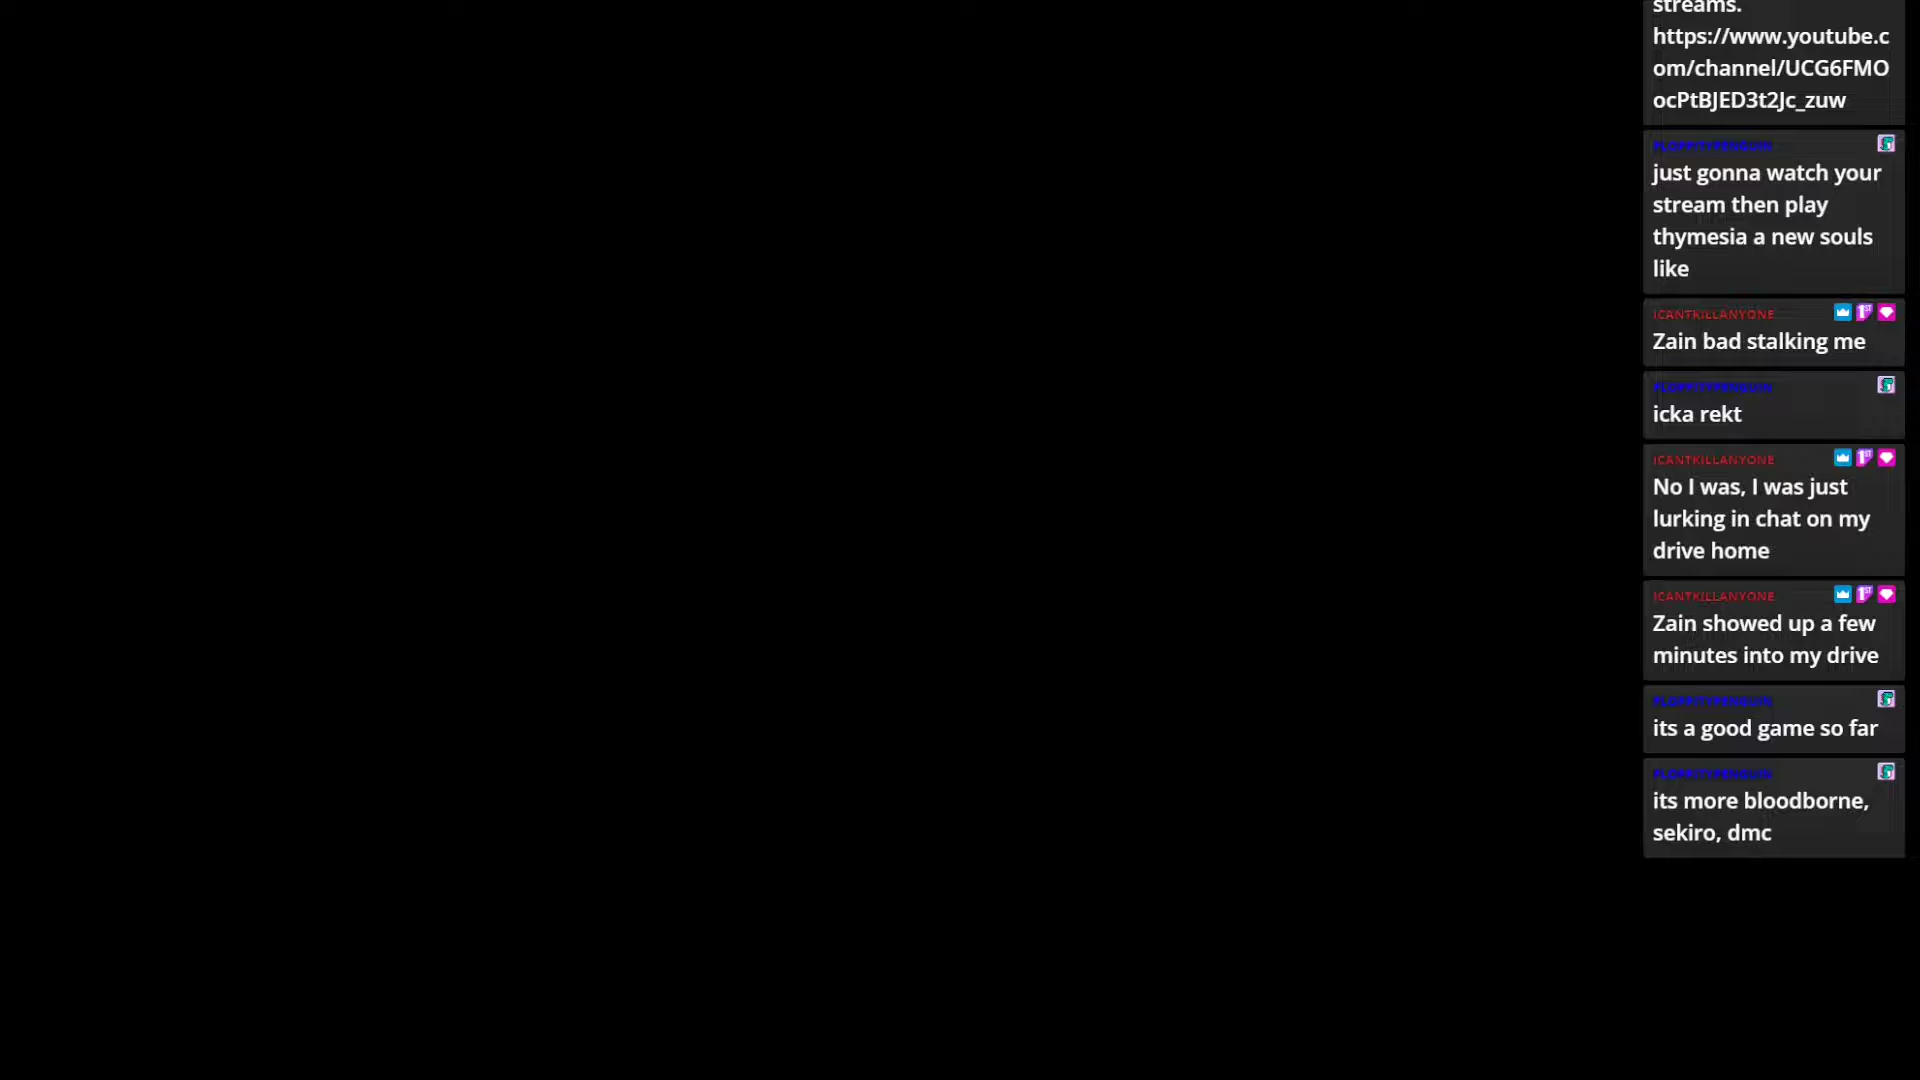 streams.
https://www.youtube.c
om/channel/UCG6FMO
ocPtBJED3t2Jc_zuw
just gonna watch your
stream then play
thymesia a new souls
like
ICANTKILLANYONE
Zain bad stalking me
icka rekt
ICANTKILLANYONE
No I was, I was just
lurking in chat on my
drive home
ICANTKILLANYONE
Zain showed up a few
minutes into my drive
its a good game so far
its more bloodborne,
sekiro, dmc